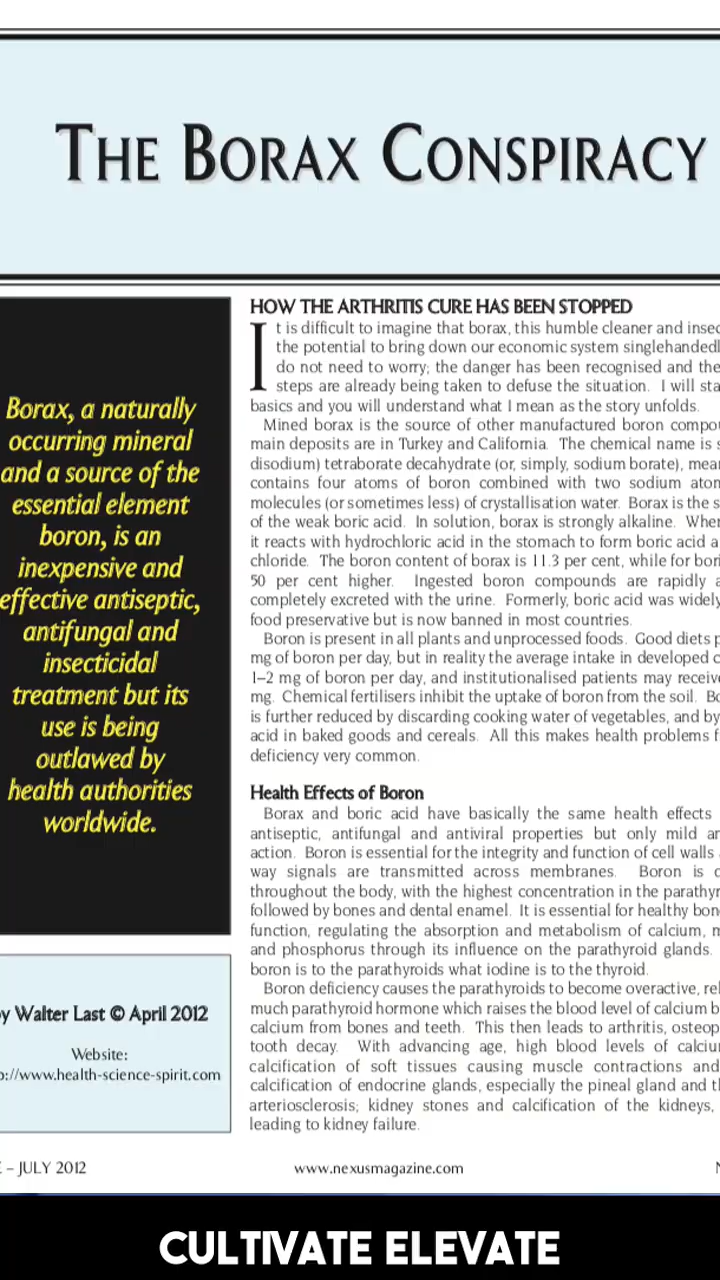 THE BORAX CONSPIRACY
Borax, a naturally
occurring mineral
and a source of the
essential element
boron, is an
inexpensive and
effective antiseptic,
antifungal and
insecticidal
treatment but its
use is being
outlawed by
health authorities
worldwide.
by Walter Last © April 2012
Website:
p://www.health-science-spirit.com
HOW THE ARTHRITIS CURE HAS BEEN STOPPED
It is difficult to imagine that borax, this humble cleaner and
the potential to bring down our economic system
do not need to worry; the danger has been recognised and
steps are already being taken to defuse the situation. I will
basics and you will understand what I mean as the story unfolds.
Mined borax is the source of other manufactured boron
main deposits are in Turkey and California. The chemical name is
disodium) tetraborate decahydrate (or, simply, sodium borate),
contains four atoms of boron combined with two sodium
molecules (or sometimes less) of crystallisation water. Borax is the
of the weak boric acid. In solution, borax is strongly alkaline.
it reacts with hydrochloric acid in the stomach to form boric acid
chloride. The boron content of borax is 11.3 per cent, while for
50 per cent higher. Ingested boron compounds are rapidly
completely excreted with the urine. Formerly, boric acid was widely
food preservative but is now banned in most countries.
Boron is present in all plants and unprocessed foods. Good diets
mg of boron per day, but in reality the average intake in developed
1–2 mg of boron per day, and institutionalised patients may
mg. Chemical fertilisers inhibit the uptake of boron from the soil.
is further reduced by discarding cooking water of vegetables, and by
acid in baked goods and cereals. All this makes health problems
deficiency very common.
Health Effects of Boron
Borax and boric acid have basically the same health effects
antiseptic, antifungal and antiviral properties but only mild
action. Boron is essential for the integrity and function of cell walls
way signals are transmitted across membranes. Boron is
throughout the body, with the highest concentration in the
followed by bones and dental enamel. It is essential for healthy
function, regulating the absorption and metabolism of calcium,
and phosphorus through its influence on the parathyroid glands.
boron is to the parathyroids what iodine is to the thyroid.
Boron deficiency causes the parathyroids to become overactive,
much parathyroid hormone which raises the blood level of calcium
calcium from bones and teeth. This then leads to arthritis,
tooth decay. With advancing age, high blood levels of
calcification of soft tissues causing muscle contractions and
calcification of endocrine glands, especially the pineal gland and
arteriosclerosis; kidney stones and calcification of the kidneys,
leading to kidney failure.
– JULY 2012
www.nexusmagazine.com
CULTIVATE ELEVATE